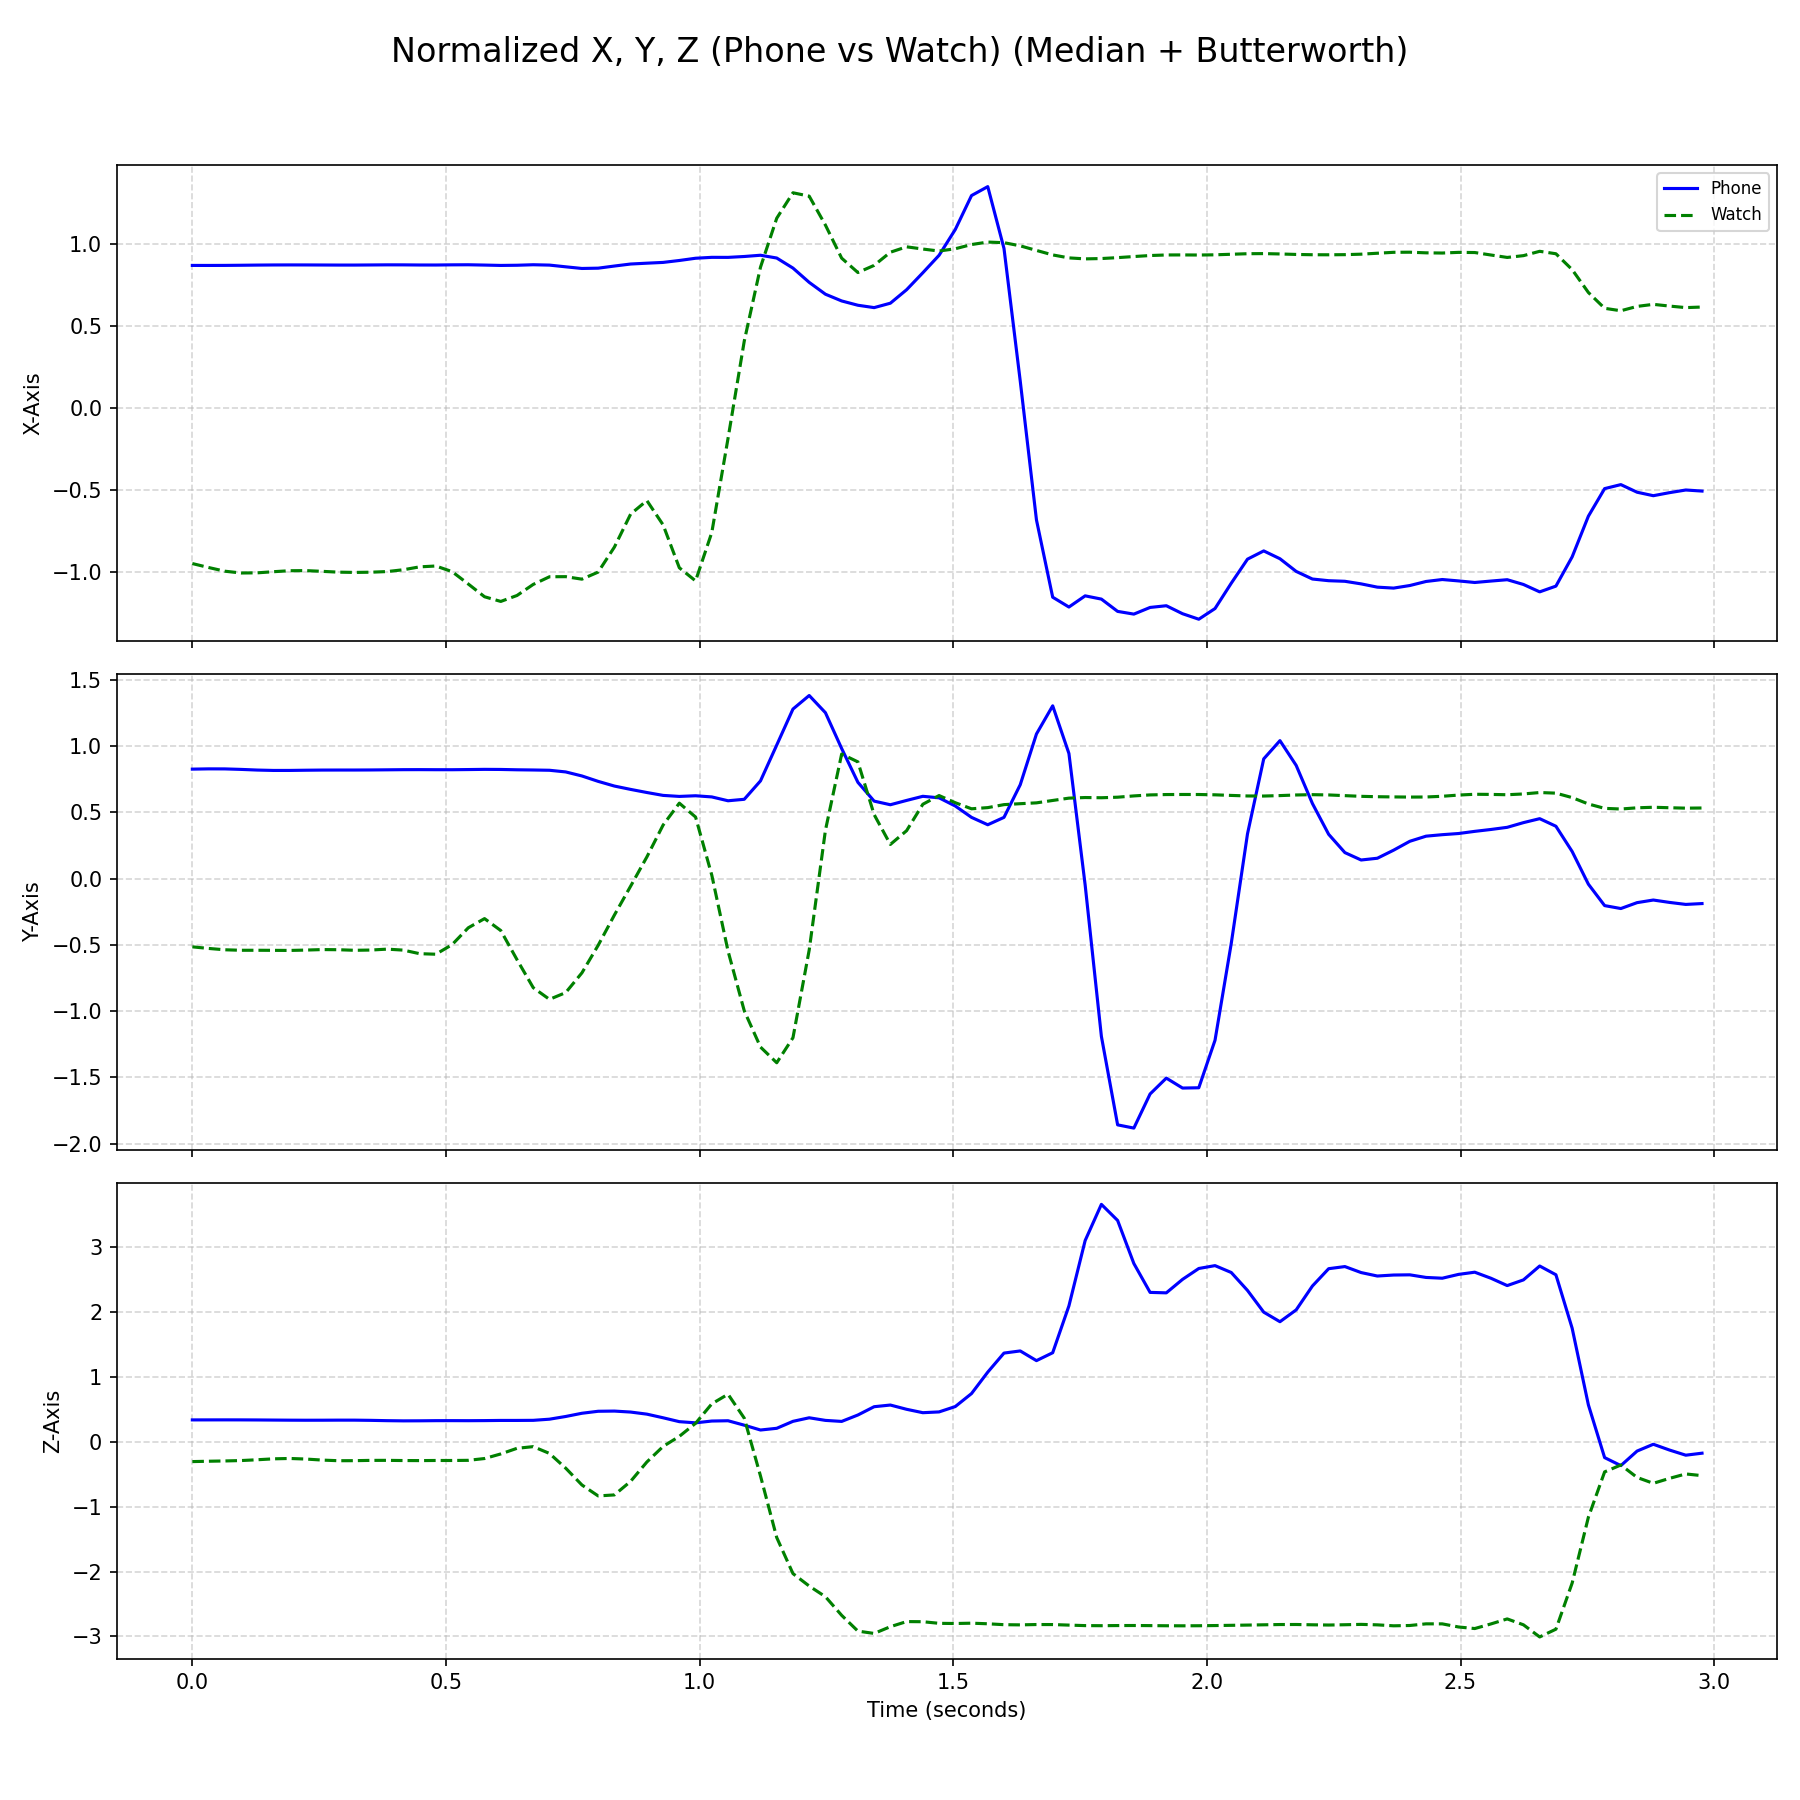 Normalized X, Y, Z (Phone vs Watch) (Median + Butterworth)
Phone
Watch
1.0
0.5
0.0
−0.5
−1.0
X-Axis
1.5
1.0
0.5
0.0
−0.5
−1.0
−1.5
−2.0
Y-Axis
3
2
1
0
−1
−2
−3
Z-Axis
0.0 0.5 1.0 1.5 2.0 2.5 3.0
Time (seconds)